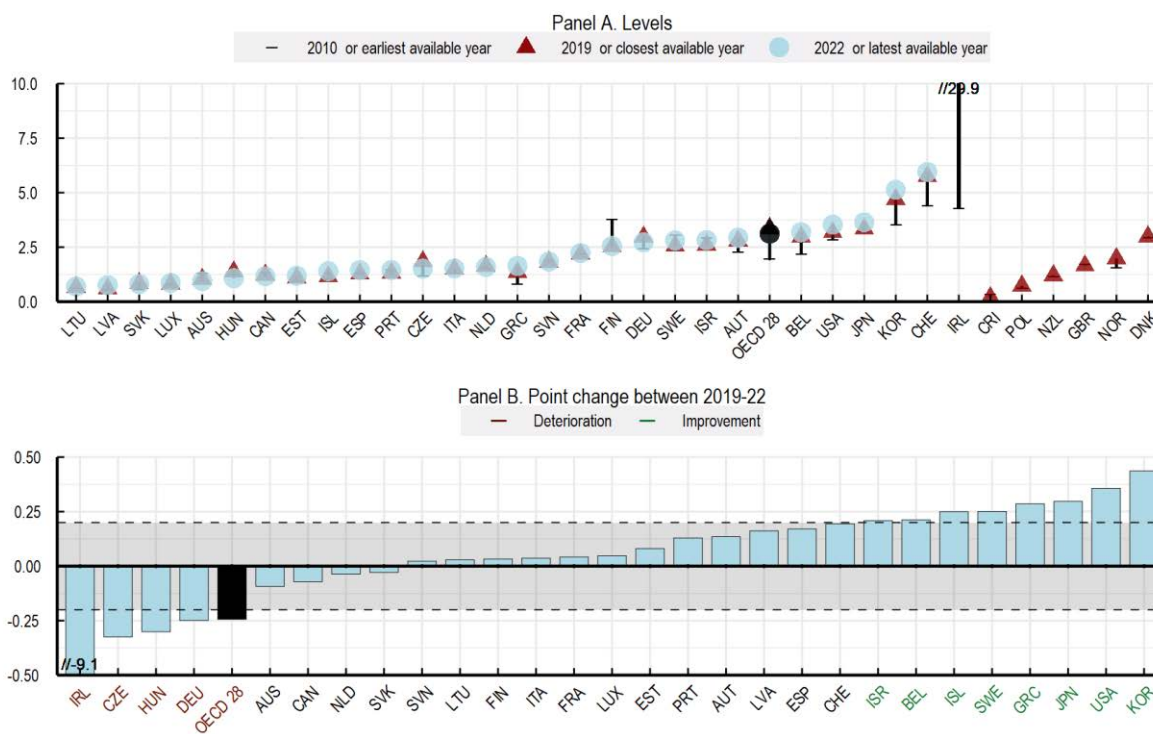 Panel A. Levels
2010 or earliest available year 2019 or closest available year 2022 or latest available year
10.0
7.5
5.0
2.5
0.0
//29.9
LTU LVA SVK LUX AUS HUN CAN EST ISL ESP PRT CZE ITA NLD GRC SVN FRA FIN DEU SWE ISR AUT OECD 28 BEL USA JPN KOR CHE IRL CRI POL NZL GBR NOR DNK
Panel B. Point change between 2019-22
Deterioration Improvement
0.50
0.25
0.00
-0.25
-0.50
//-9.1
IRL CZE HUN DEU OECD 28 AUS CAN NLD SVK SVN LTU FIN ITA FRA LUX EST PRT AUT LVA ESP CHE ISR BEL ISL SWE GRC JPN USA KOR